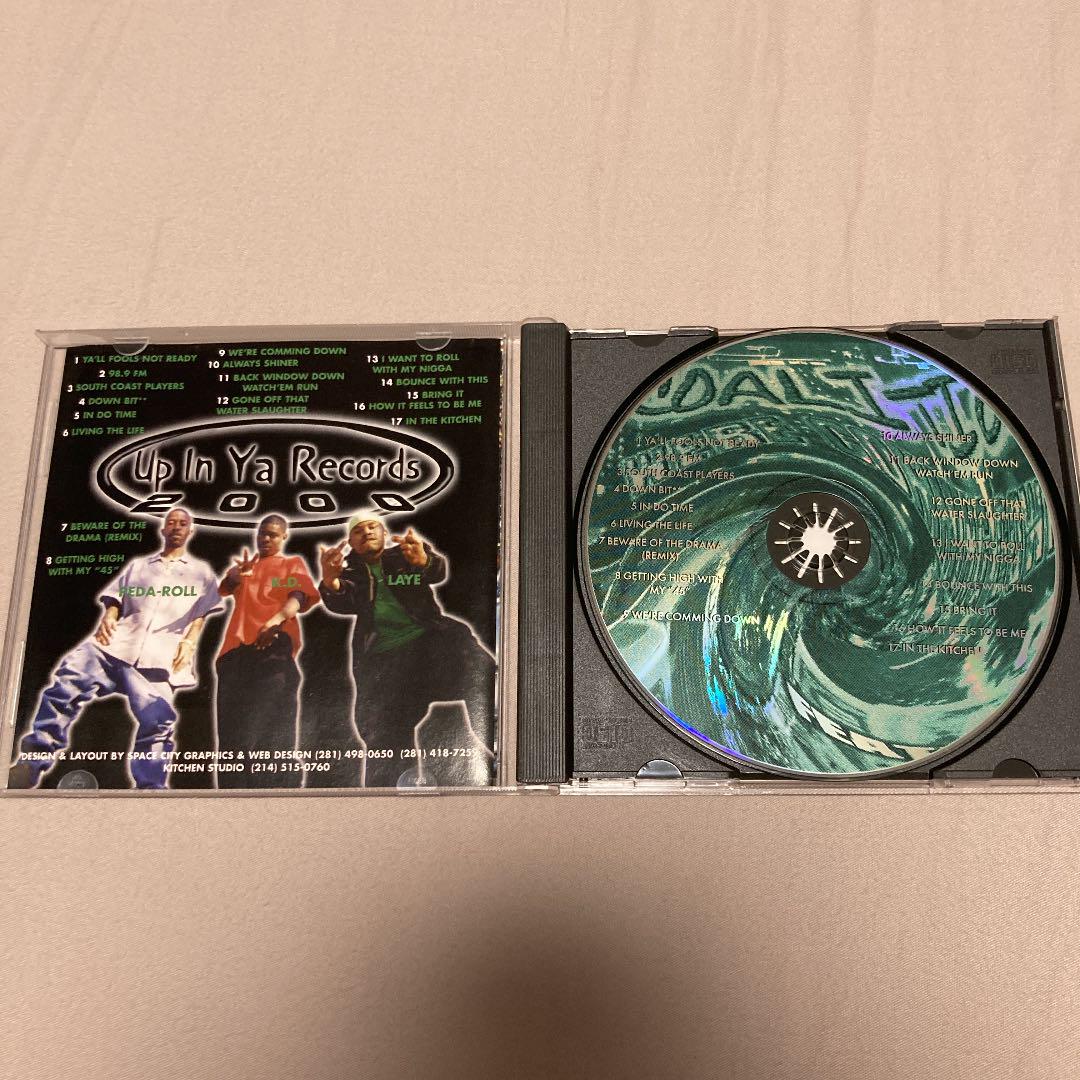 1 YA'LL FOOLS NOT READY
2 98.9 FM
3 SOUTH COAST PLAYERS
4 DOWN BIT**
5 IN DO TIME
6 LIVING THE LIFE
9 WE'RE COMMING DOWN
10 ALWAYS SHINER
11 BACK WINDOW DOWN
WATCH'EM RUN
12 GONE OFF THAT
WATER SLAUGHTER
13 I WANT TO ROLL
WITH MY NIGGA
14 BOUNCE WITH THIS
15 BRING IT
16 HOW IT FEELS TO BE ME
17 IN THE KITCHEN
Up In Ya Records
2000
7 BEWARE OF THE
DRAMA (REMIX)
8 GETTING HIGH
WITH MY "45"
PEDA-ROLL
K.D.
LAYE
DESIGN & LAYOUT BY SPACE CITY GRAPHICS & WEB DESIGN (281) 498-0650 (281) 418-7259
KITCHEN STUDIO (214) 515-0760
1 YA'LL FOOLS NOT READY
2 98.9 FM
3 SOUTH COAST PLAYERS
4 DOWN BIT**
5 IN DO TIME
6 LIVING THE LIFE
7 BEWARE OF THE DRAMA
(REMIX)
8 GETTING HIGH WITH
MY "45"
9 WE'RE COMMING DOWN
10 ALWAYS SHINER
11 BACK WINDOW DOWN
WATCH'EM RUN
12 GONE OFF THAT
WATER SLAUGHTER
13 I WANT TO ROLL
WITH MY NIGGA
14 BOUNCE WITH THIS
15 BRING IT
16 HOW IT FEELS TO BE ME
17 IN THE KITCHEN